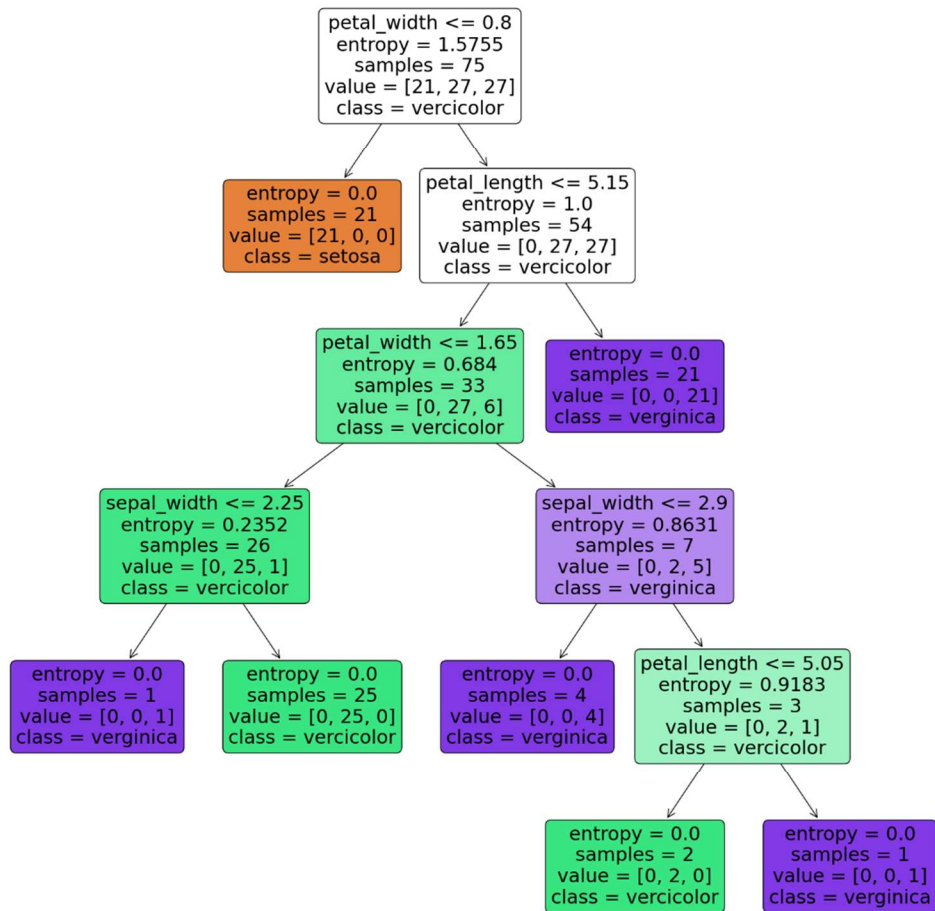 petal_width <= 0.8
entropy = 1.5755
samples = 75
value = [21, 27, 27]
class = vercicolor
entropy = 0.0
samples = 21
value = [21, 0, 0]
class = setosa
petal_length <= 5.15
entropy = 1.0
samples = 54
value = [0, 27, 27]
class = vercicolor
petal_width <= 1.65
entropy = 0.684
samples = 33
value = [0, 27, 6]
class = vercicolor
entropy = 0.0
samples = 21
value = [0, 0, 21]
class = verginica
sepal_width <= 2.25
entropy = 0.2352
samples = 26
value = [0, 25, 1]
class = vercicolor
sepal_width <= 2.9
entropy = 0.8631
samples = 7
value = [0, 2, 5]
class = verginica
entropy = 0.0
samples = 1
value = [0, 0, 1]
class = verginica
entropy = 0.0
samples = 25
value = [0, 25, 0]
class = vercicolor
entropy = 0.0
samples = 4
value = [0, 0, 4]
class = verginica
petal_length <= 5.05
entropy = 0.9183
samples = 3
value = [0, 2, 1]
class = vercicolor
entropy = 0.0
samples = 2
value = [0, 2, 0]
class = vercicolor
entropy = 0.0
samples = 1
value = [0, 0, 1]
class = verginica